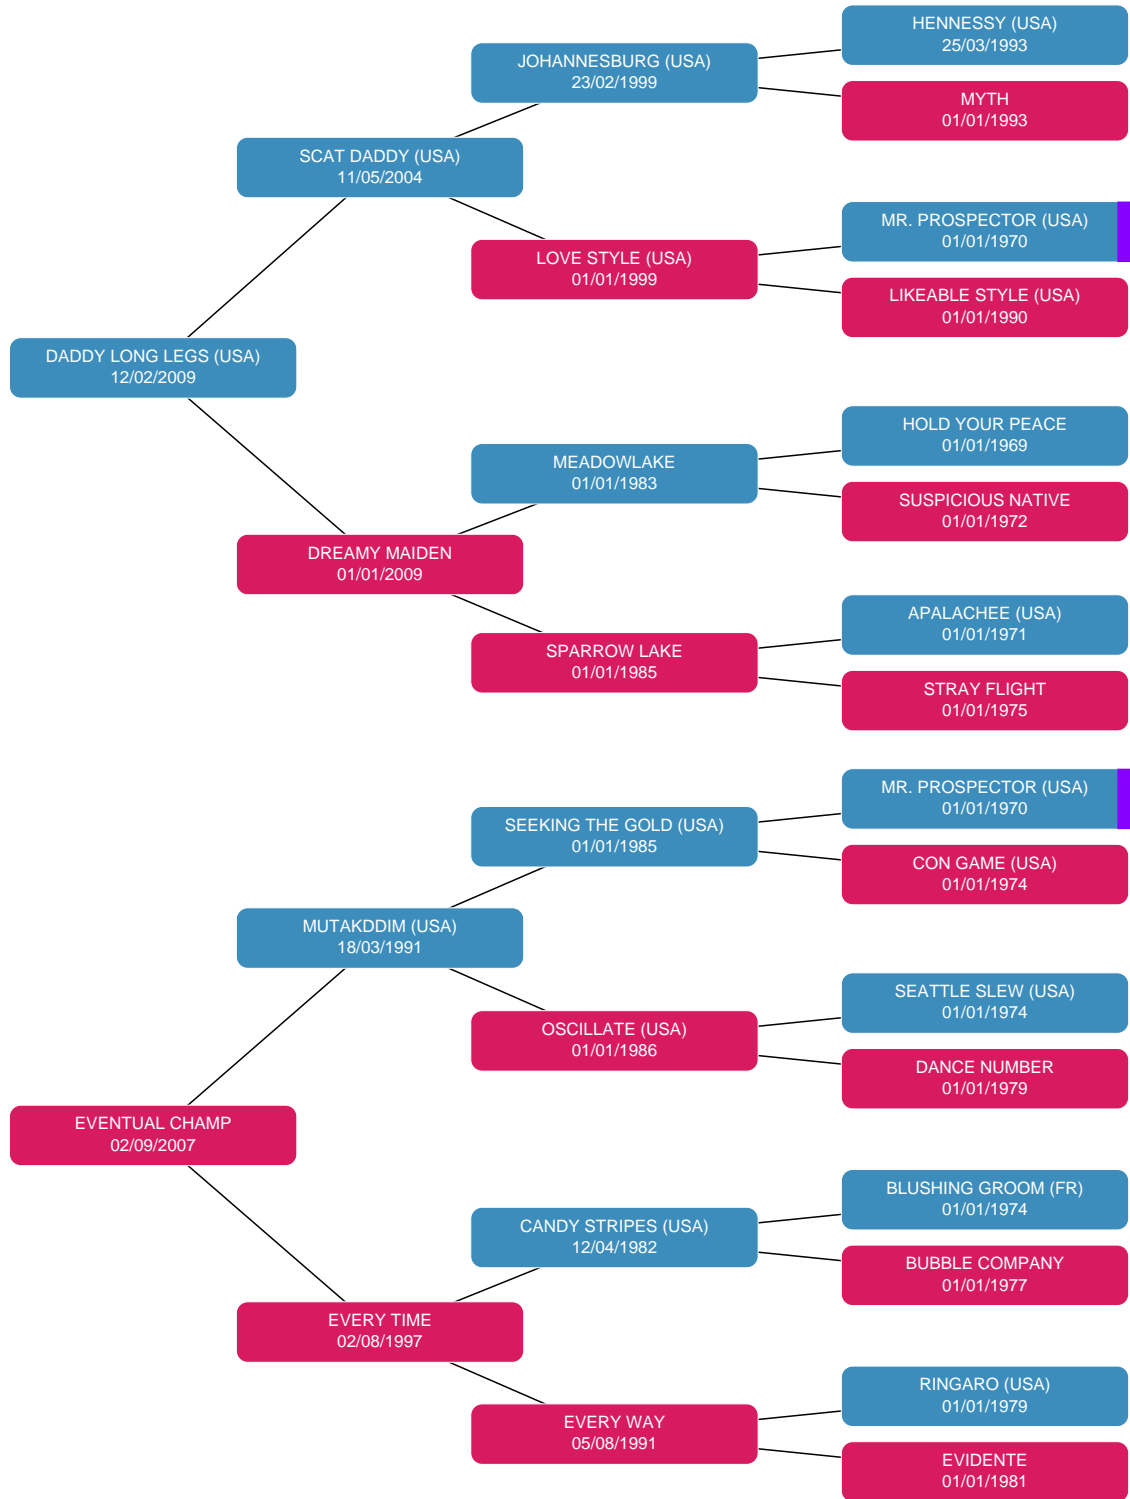 HENNESSY (USA)
25/03/1993
JOHANNESBURG (USA)
23/02/1999
MYTH
01/01/1993
SCAT DADDY (USA)
11/05/2004
MR. PROSPECTOR (USA)
01/01/1970
LOVE STYLE (USA)
01/01/1999
LIKEABLE STYLE (USA)
01/01/1990
DADDY LONG LEGS (USA)
12/02/2009
HOLD YOUR PEACE
01/01/1969
MEADOWLAKE
01/01/1983
SUSPICIOUS NATIVE
01/01/1972
DREAMY MAIDEN
01/01/2009
APALACHEE (USA)
01/01/1971
SPARROW LAKE
01/01/1985
STRAY FLIGHT
01/01/1975
MR. PROSPECTOR (USA)
01/01/1970
SEEKING THE GOLD (USA)
01/01/1985
CON GAME (USA)
01/01/1974
MUTAKDDIM (USA)
18/03/1991
SEATTLE SLEW (USA)
01/01/1974
OSCILLATE (USA)
01/01/1986
DANCE NUMBER
01/01/1979
EVENTUAL CHAMP
02/09/2007
BLUSHING GROOM (FR)
01/01/1974
CANDY STRIPES (USA)
12/04/1982
BUBBLE COMPANY
01/01/1977
EVERY TIME
02/08/1997
RINGARO (USA)
01/01/1979
EVERY WAY
05/08/1991
EVIDENTE
01/01/1981